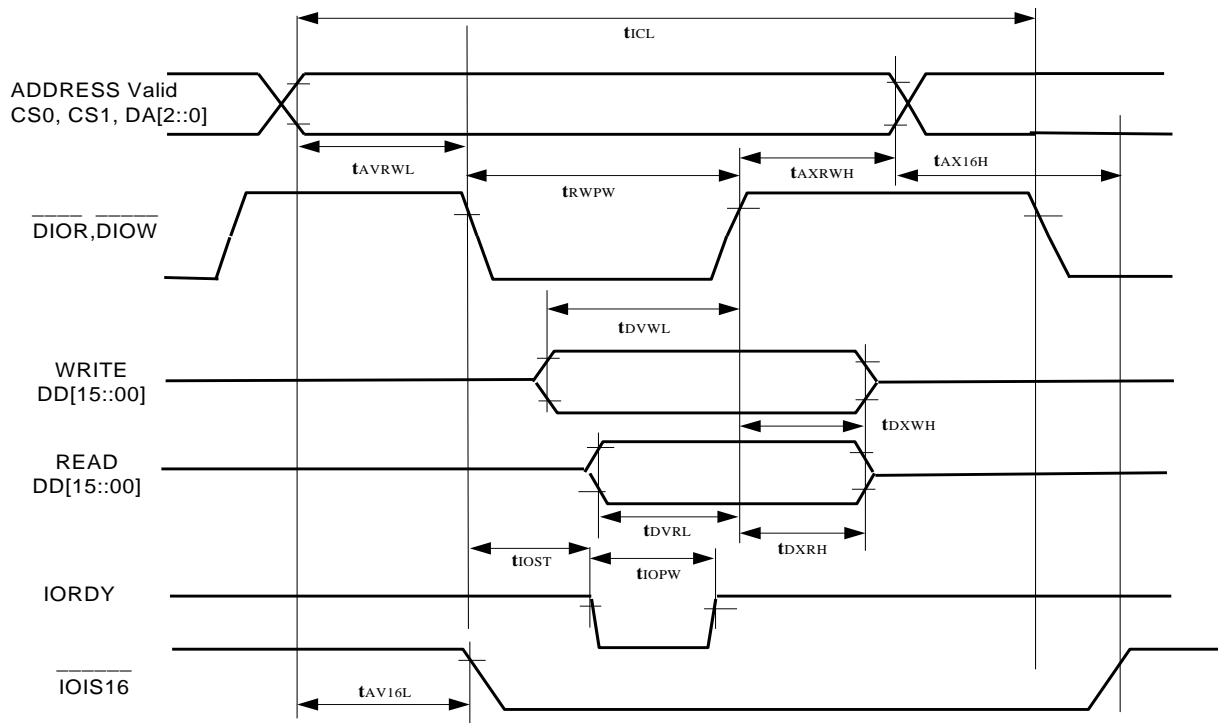 tICL
ADDRESS Valid
CS0, CS1, DA[2::0]
tAVRWL
tAXRWH
tAX16H
tRWPW
DIOR,DIOW
tDVWL
WRITE
DD[15::00]
tDXWH
READ
DD[15::00]
tDVRL
tDXRH
tIOST
tIOPW
IORDY
IOIS16
tAV16L